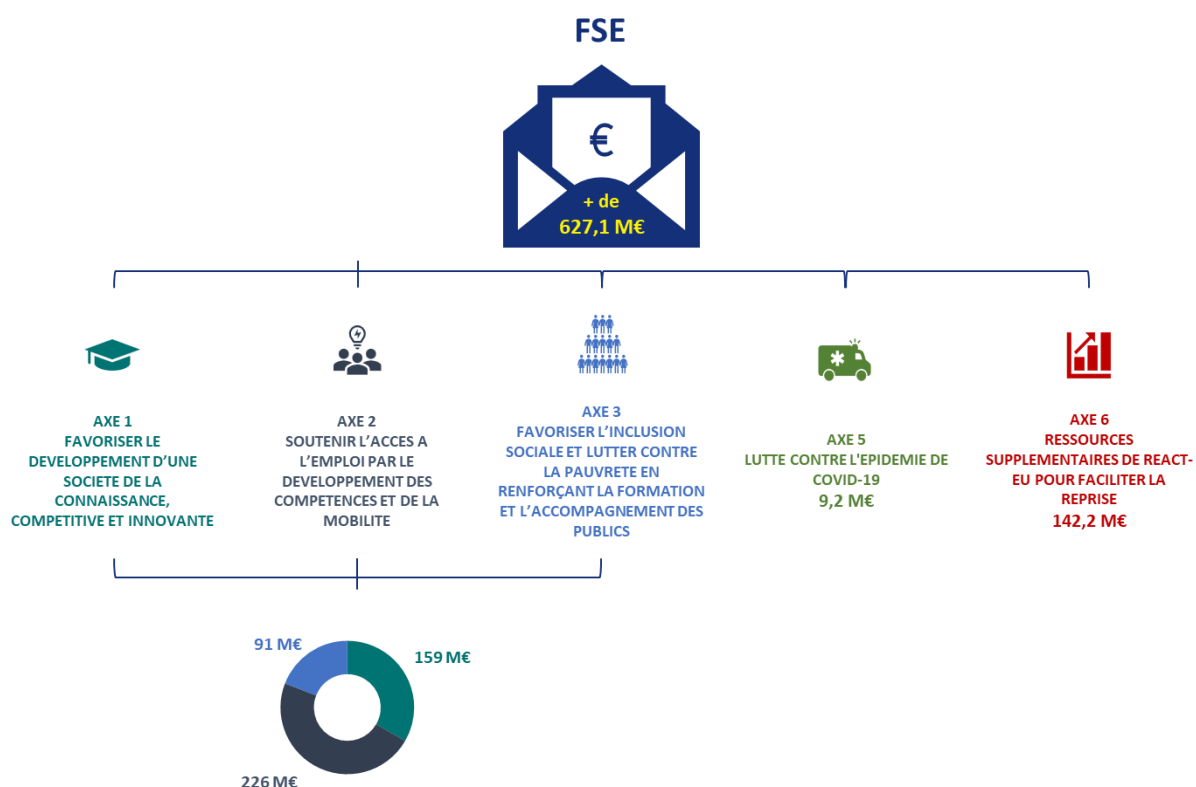 FSE
€
+ de
627,1 M€
AXE 1
FAVORISER LE
DEVELOPPEMENT D'UNE
SOCIETE DE LA
CONNAISSANCE,
COMPETITIVE ET INNOVANTE
AXE 2
SOUTENIR L'ACCES A
L'EMPLOI PAR LE
DEVELOPPEMENT DES
COMPETENCES ET DE LA
MOBILITE
AXE 3
FAVORISER L'INCLUSION
SOCIALE ET LUTTER CONTRE
LA PAUVRETE EN
RENFORÇANT LA FORMATION
ET L'ACCOMPAGNEMENT DES
PUBLICS
AXE 5
LUTTE CONTRE L'EPIDEMIE DE
COVID-19
9,2 M€
AXE 6
RESSOURCES
SUPPLEMENTAIRES DE REACT-
EU POUR FACILITER LA
REPRISE
142,2 M€
91 M€
159 M€
226 M€